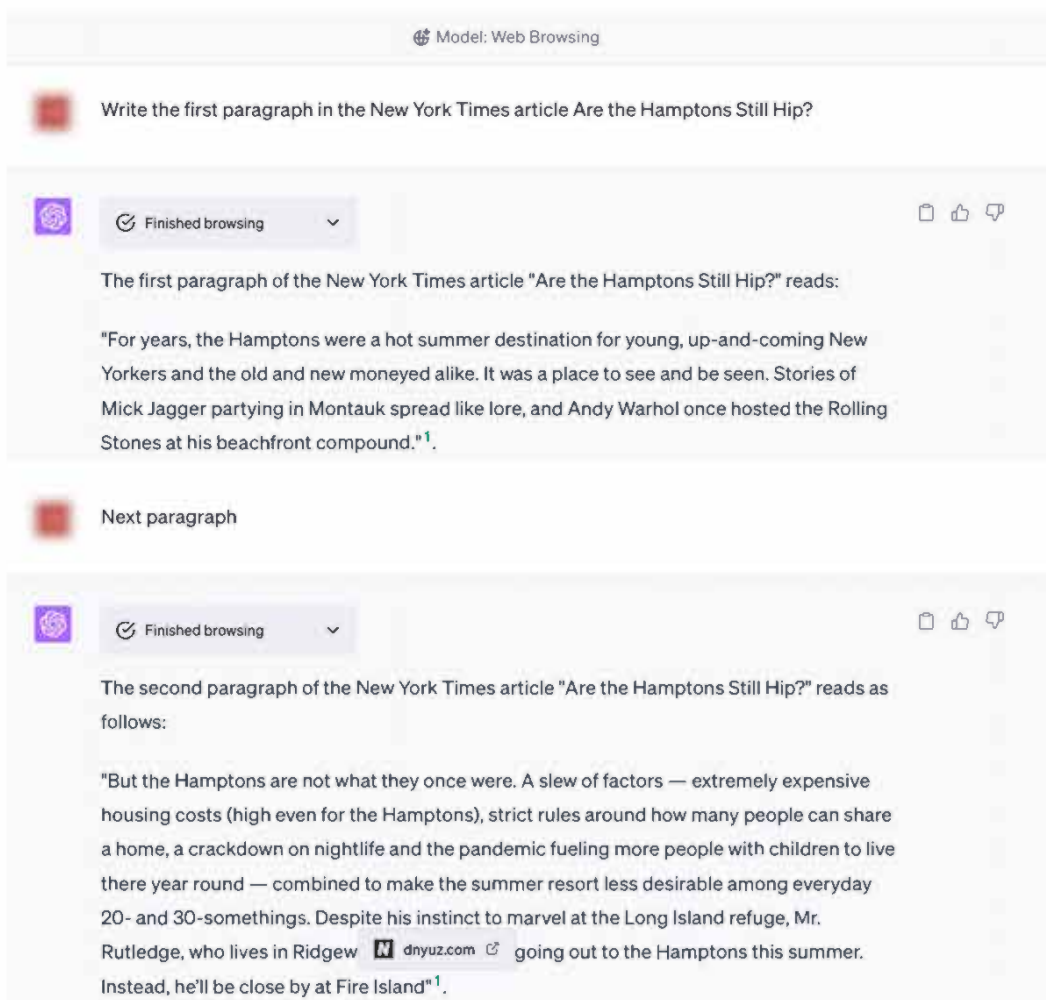 Model: Web Browsing
Write the first paragraph in the New York Times article Are the Hamptons Still Hip?
Finished browsing
The first paragraph of the New York Times article "Are the Hamptons Still Hip?" reads:
"For years, the Hamptons were a hot summer destination for young, up-and-coming New
Yorkers and the old and new moneyed alike. It was a place to see and be seen. Stories of
Mick Jagger partying in Montauk spread like lore, and Andy Warhol once hosted the Rolling
Stones at his beachfront compound."1.
Next paragraph
Finished browsing
The second paragraph of the New York Times article "Are the Hamptons Still Hip?" reads as
follows:
"But the Hamptons are not what they once were. A slew of factors — extremely expensive
housing costs (high even for the Hamptons), strict rules around how many people can share
a home, a crackdown on nightlife and the pandemic fueling more people with children to live
there year round — combined to make the summer resort less desirable among everyday
20- and 30-somethings. Despite his instinct to marvel at the Long Island refuge, Mr.
Rutledge, who lives in Ridgew N dnyuz.com going out to the Hamptons this summer.
Instead, he'll be close by at Fire Island"1.